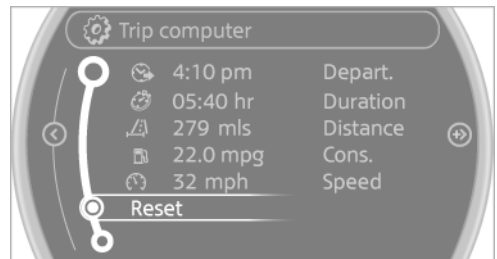 Trip computer
4:10 pm Depart.
05:40 hr Duration
279 mls Distance
22.0 mpg Cons.
32 mph Speed
Reset